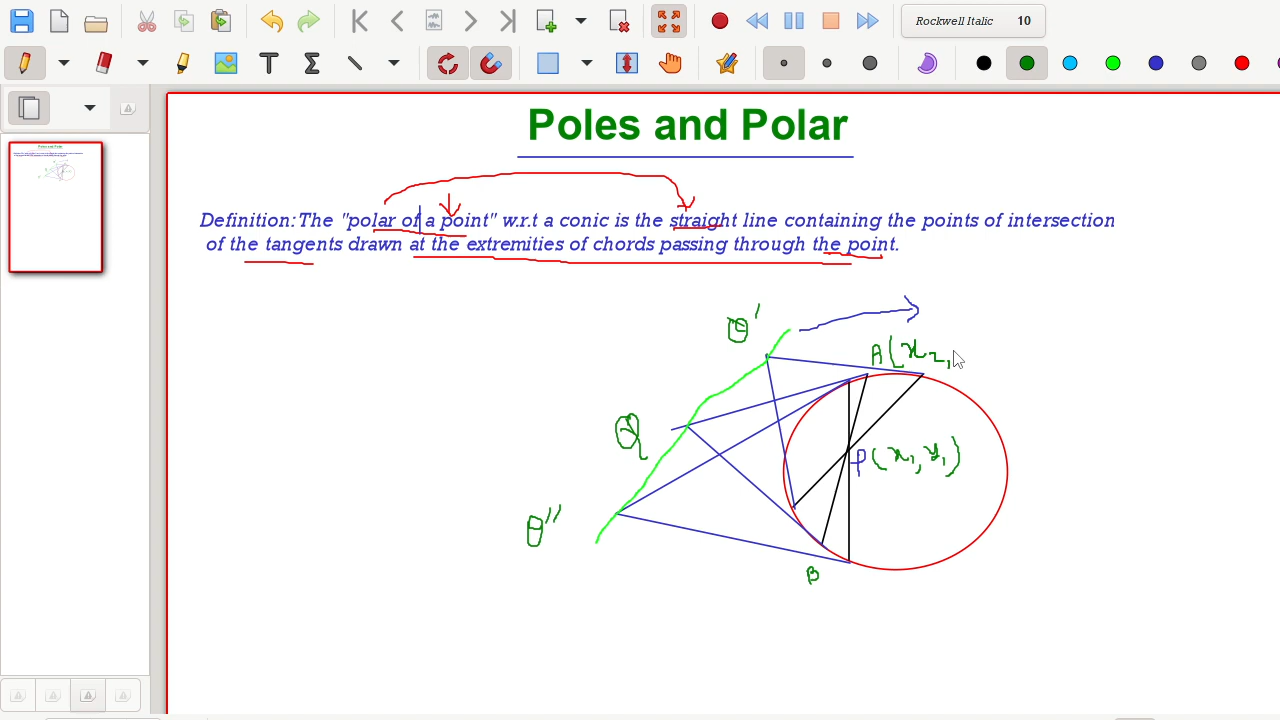 Rockwell Italic 10
Poles and Polar
Definition:The "polar of a point" w.r.t a conic is the straight line containing the points of intersection
of the tangents drawn at the extremities of chords passing through the point.
Q'
A(x2,
Q
P(x1, y1)
Q''
B